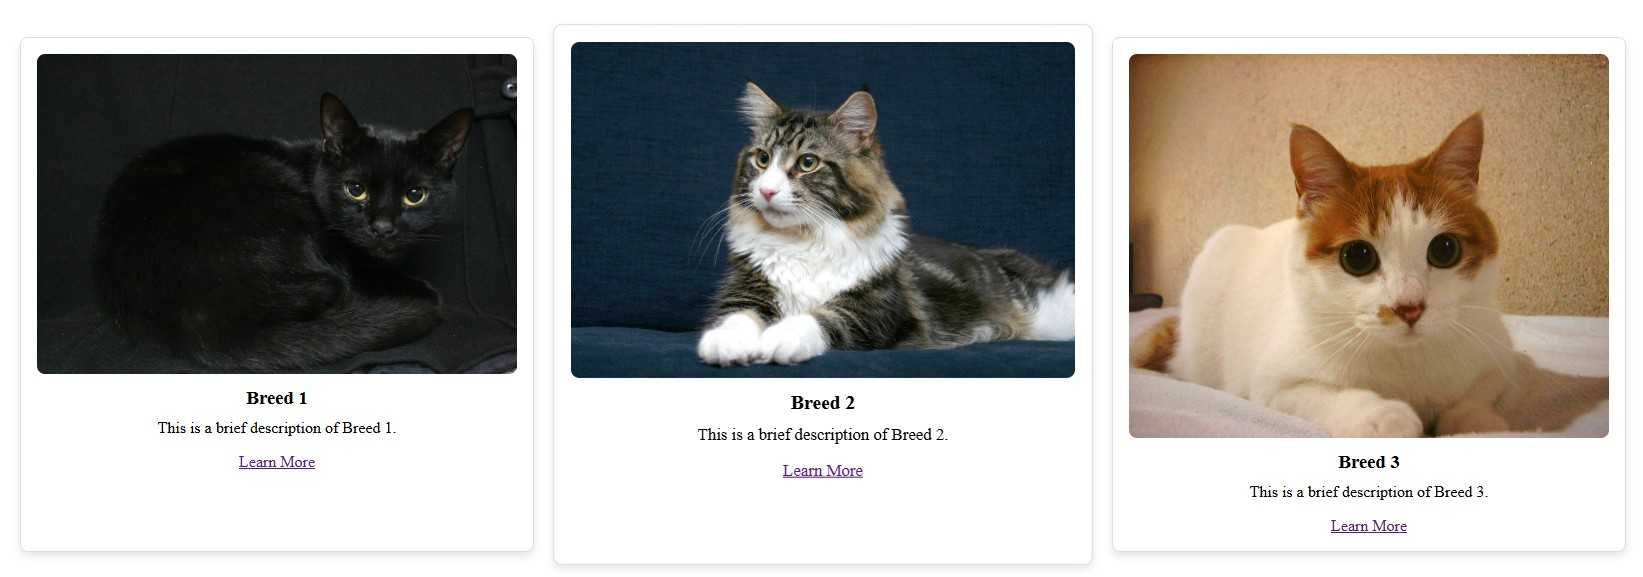 Breed 1
This is a brief description of Breed 1.
Learn More
Breed 2
This is a brief description of Breed 2.
Learn More
Breed 3
This is a brief description of Breed 3.
Learn More